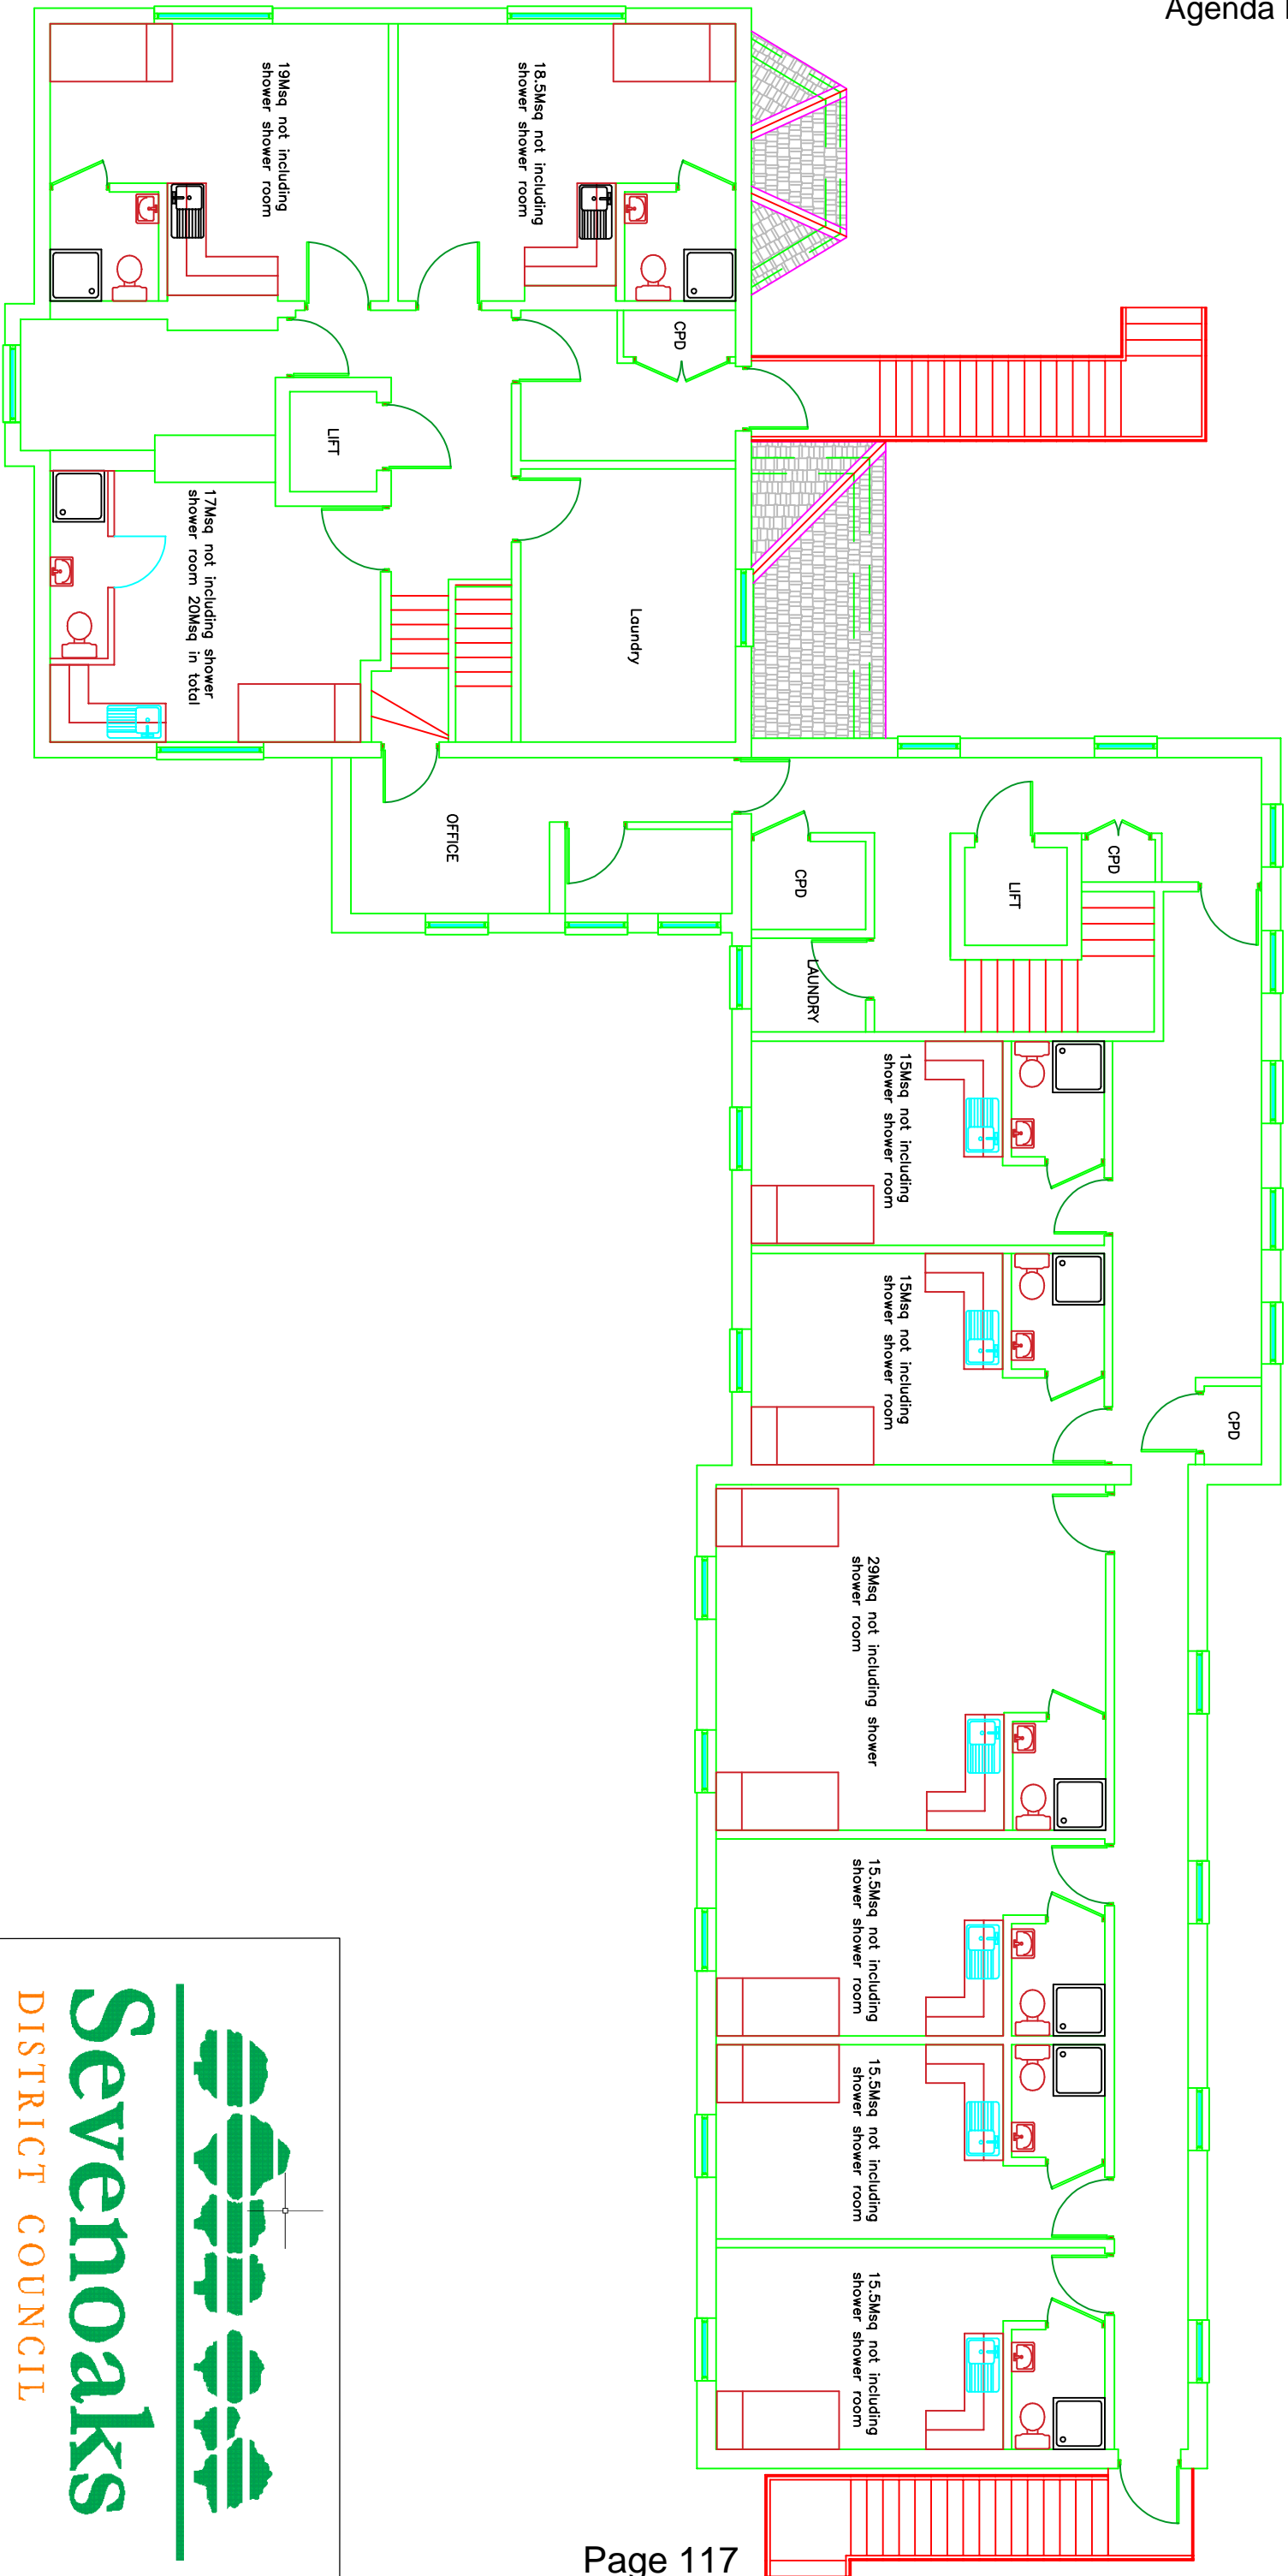 Agenda I
19Msq not including
shower shower room
18.5Msq not including
shower shower room
CPD
LIFT
17Msq not including shower
shower room 20Msq in total
Laundry
OFFICE
CPD
LIFT
CPD
LAUNDRY
15Msq not including
shower shower room
15Msq not including
shower shower room
CPD
29Msq not including shower
shower room
15.5Msq not including
shower shower room
15.5Msq not including
shower shower room
15.5Msq not including
shower shower room
Sevenoaks
DISTRICT COUNCIL
Page 117